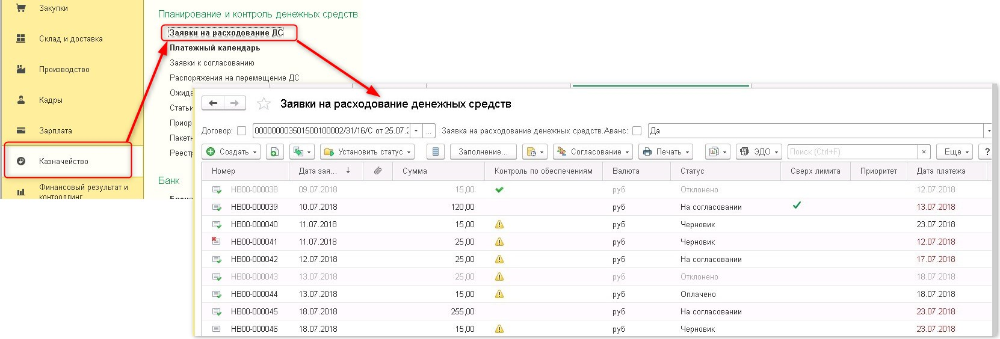 Закупки
Склад и доставка
Производство
Кадры
Зарплата
Казначейство
Финансовый результат и
контроллинг
Планирование и контроль денежных средств
Заявки на расходование ДС
Платежный календарь
Заявки к согласованию
Распоряжения на перемещение ДС
Ожида
Статьи
Приор
Пакетн
Реестр
Банк
Заявки на расходование денежных средств
Договор: 000000003501500100002/31/16/С от 25.07.2 ... Заявка на расходование денежных средств.Аванс: Да
Создать Установить статус Заполнение... Согласование Печать ЭДО Поиск (Ctrl+F) × Еще ?
Номер Дата зая... ↓ Сумма Контроль по обеспечениям Валюта Статус Сверх лимита Приоритет Дата платежа
НВ00-000038 09.07.2018 15,00 руб Отклонено 12.07.2018
НВ00-000039 10.07.2018 120,00 руб На согласовании 13.07.2018
НВ00-000040 11.07.2018 15,00 руб Черновик 23.07.2018
НВ00-000041 11.07.2018 25,00 руб Черновик 12.07.2018
НВ00-000042 12.07.2018 25,00 руб На согласовании 17.07.2018
НВ00-000043 13.07.2018 25,00 руб Отклонено 18.07.2018
НВ00-000044 13.07.2018 15,00 руб Оплачено 18.07.2018
НВ00-000045 18.07.2018 255,00 руб На согласовании 23.07.2018
НВ00-000046 18.07.2018 15,00 руб Черновик 23.07.2018